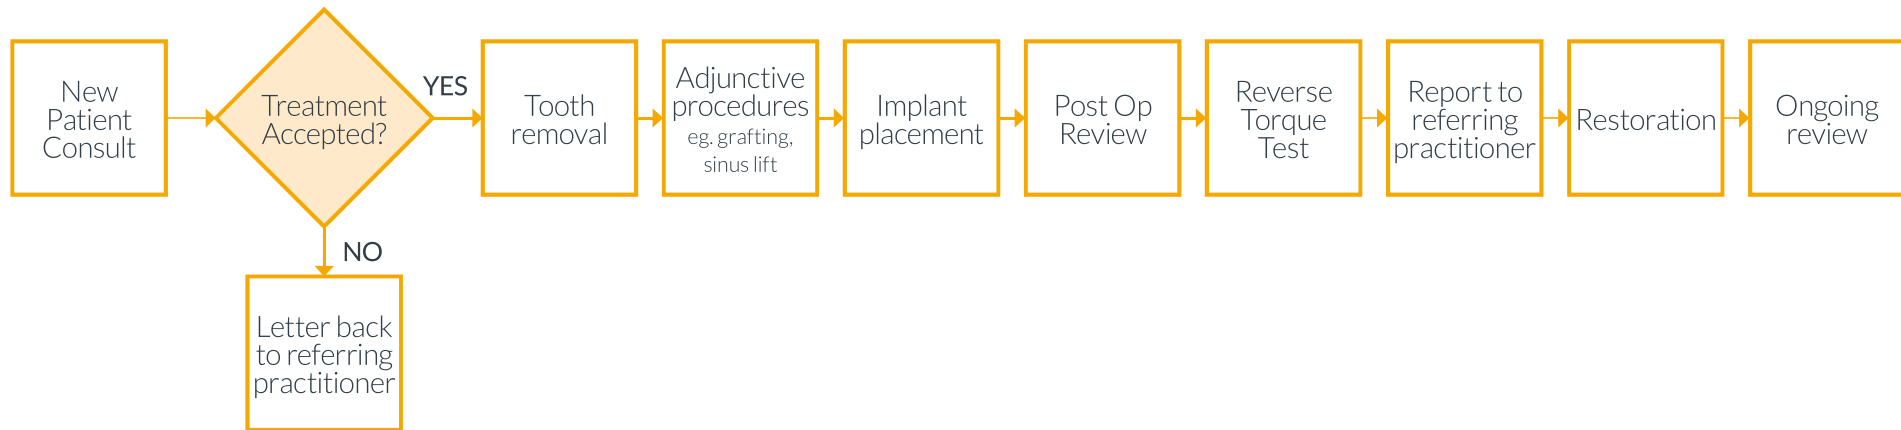 New
Patient
Consult
Treatment
Accepted?
YES
NO
Letter back
to referring
practitioner
Tooth
removal
Adjunctive
procedures
eg. grafting,
sinus lift
Implant
placement
Post Op
Review
Reverse
Torque
Test
Report to
referring
practitioner
Restoration
Ongoing
review